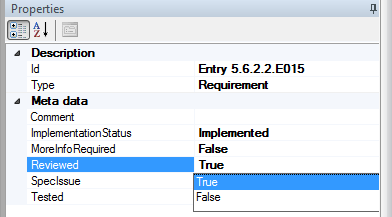 Properties
A Z
Description
Id Entry 5.6.2.2.E015
Type Requirement
Meta data
Comment
ImplementationStatus Implemented
MoreInfoRequired False
Reviewed True
SpecIssue True
Tested False